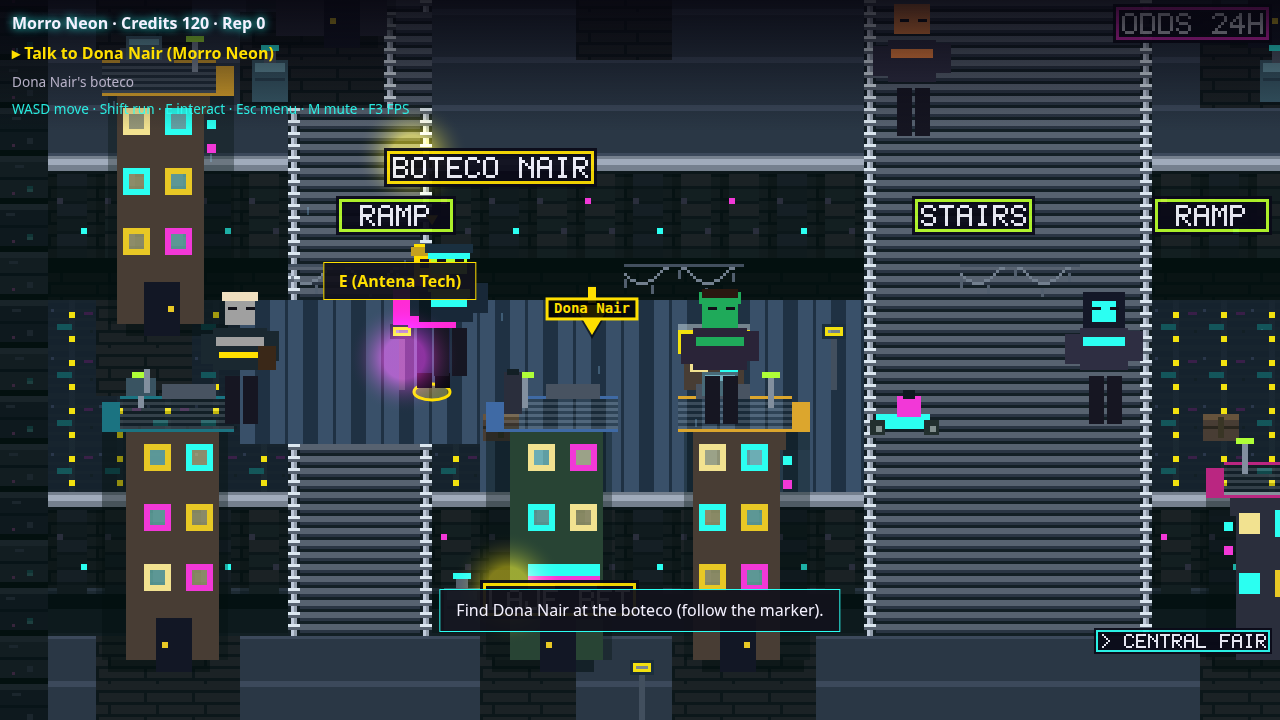 Morro Neon · Credits 120 · Rep 0
ODDS 24H
▸ Talk to Dona Nair (Morro Neon)
Dona Nair's boteco
WASD move · Shift run · E interact · Esc menu · M mute · F3 FPS
BOTECO NAIR
RAMP
STAIRS
RAMP
E (Antena Tech)
Dona Nair
Find Dona Nair at the boteco (follow the marker).
> CENTRAL FAIR